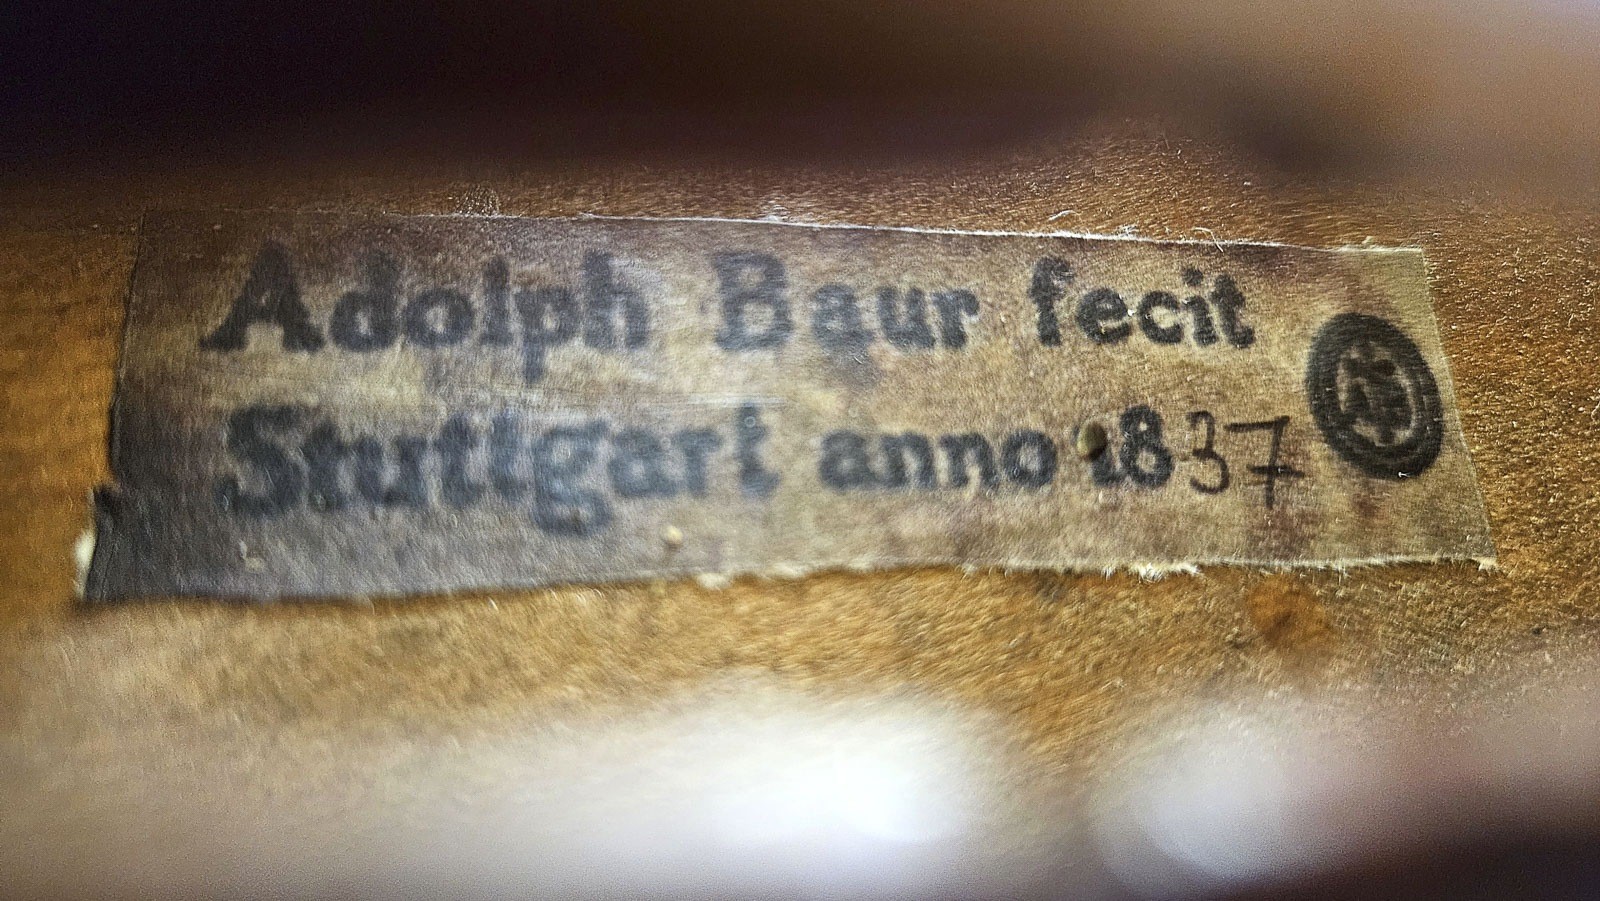 Adolph Baur fecit
Stuttgart anno 1837